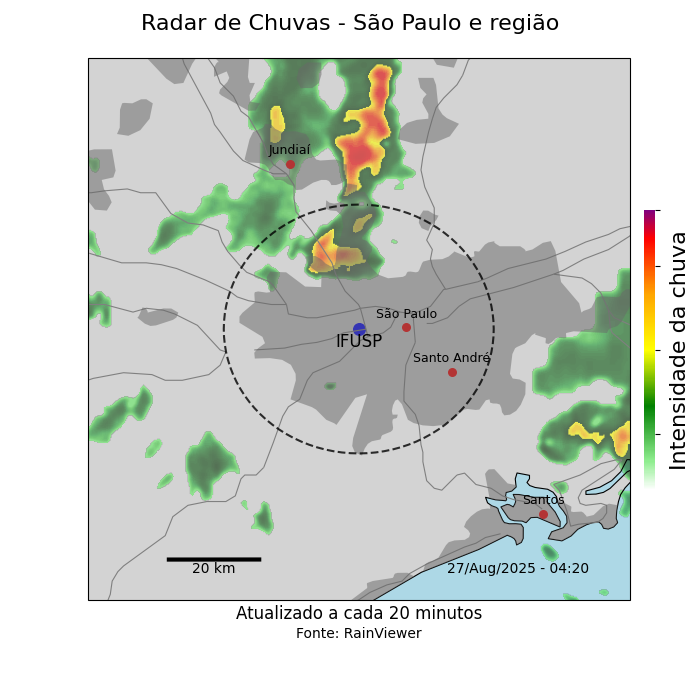 Radar de Chuvas - São Paulo e região
Jundiaí
São Paulo
IFUSP
Santo André
Santos
20 km
27/Aug/2025 - 04:20
Intensidade da chuva
Atualizado a cada 20 minutos
Fonte: RainViewer